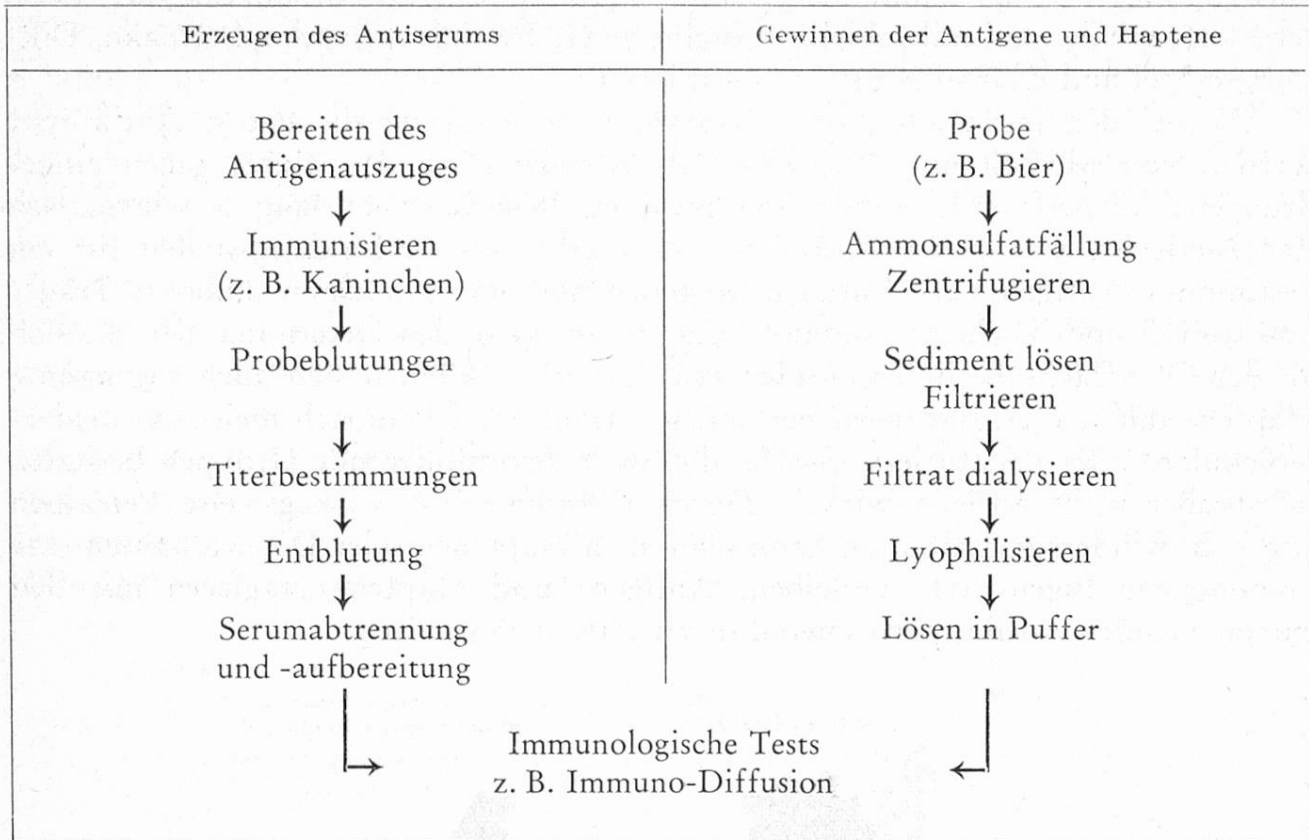 Erzeugen des Antiserums
Gewinnen der Antigene und Haptene
Bereiten des
Antigenauszuges
Immunisieren
(z. B. Kaninchen)
Probeblutungen
Titerbestimmungen
Entblutung
Serumabtrennung
und -aufbereitung
Probe
(z. B. Bier)
Ammonsulfatfällung
Zentrifugieren
Sediment lösen
Filtrieren
Filtrat dialysieren
Lyophilisieren
Lösen in Puffer
Immunologische Tests
z. B. Immuno-Diffusion